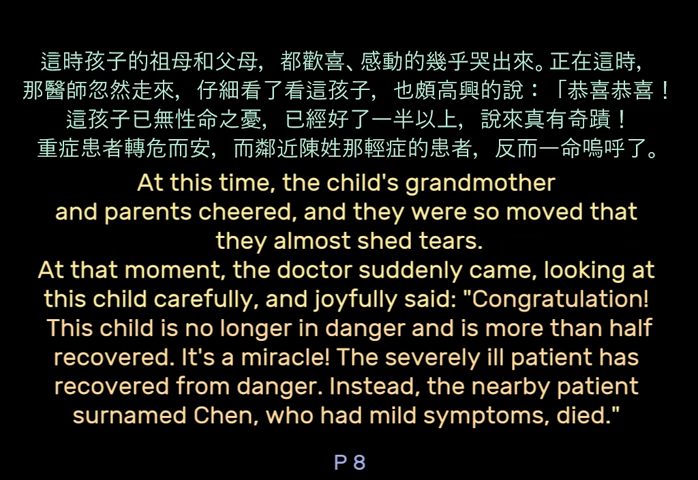 這時孩子的祖母和父母，都歡喜、感動的幾乎哭出來。正在這時，
那醫師忽然走來，仔細看了看這孩子，也頗高興的說：「恭喜恭喜！
這孩子已無性命之憂，已經好了一半以上，說來真有奇蹟！
重症患者轉危而安，而鄰近陳姓那輕症的患者，反而一命嗚呼了。
At this time, the child's grandmother
and parents cheered, and they were so moved that
they almost shed tears.
At that moment, the doctor suddenly came, looking at
this child carefully, and joyfully said: "Congratulation!
This child is no longer in danger and is more than half
recovered. It's a miracle! The severely ill patient has
recovered from danger. Instead, the nearby patient
surnamed Chen, who had mild symptoms, died."
P 8